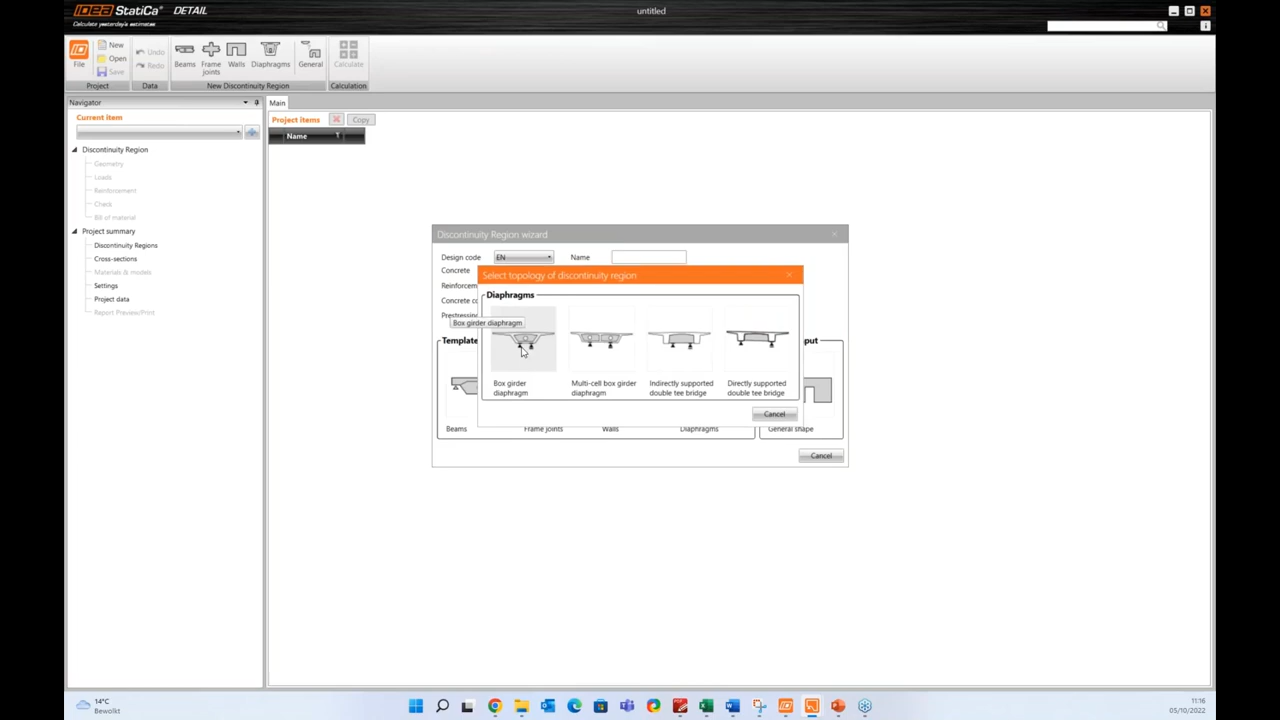 IDEA StatiCa® DETAIL
Calculate yesterday's estimates
untitled
File
New
Open
Save
Undo
Redo
Beams
Frame joints
Walls
Diaphragms
General
Calculate
Project
Data
New Discontinuity Region
Calculation
Navigator
Current item
Discontinuity Region
Geometry
Loads
Reinforcement
Check
Bill of material
Project summary
Discontinuity Regions
Cross-sections
Materials & models
Settings
Project data
Report Preview/Print
Main
Project items
Copy
Name
Discontinuity Region wizard
Design code EN Name
Concrete
Reinforcem
Concrete co
Prestressing
Template
put
Beams
Frame joints
Walls
Diaphragms
General shape
Cancel
Select topology of discontinuity region
Diaphragms
Box girder diaphragm
Box girder
diaphragm
Multi-cell box girder
diaphragm
Indirectly supported
double tee bridge
Directly supported
double tee bridge
Cancel
14°C
Bewolkt
11:16
05/10/2022